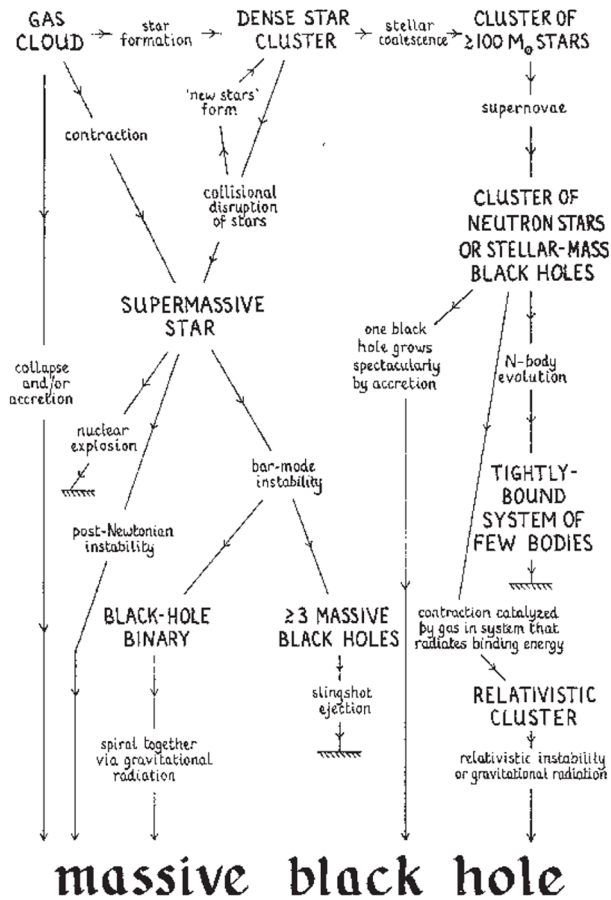 GAS
CLOUD
star
formation
DENSE STAR
CLUSTER
stellar
coalescence
CLUSTER OF
≥100 M⊙ STARS
'new stars'
form
contraction
supernovae
collisional
disruption
of stars
CLUSTER OF
NEUTRON STARS
OR STELLAR-MASS
BLACK HOLES
SUPERMASSIVE
STAR
one black
hole grows
spectacularly
by accretion
N-body
evolution
collapse
and/or
accretion
nuclear
explosion
bar-mode
instability
TIGHTLY-
BOUND
SYSTEM OF
FEW BODIES
post-Newtonian
instability
BLACK-HOLE
BINARY
≥3 MASSIVE
BLACK HOLES
contraction catalyzed
by gas in system that
radiates binding energy
slingshot
ejection
RELATIVISTIC
CLUSTER
spiral together
via gravitational
radiation
relativistic instability
or gravitational radiation
massive black hole